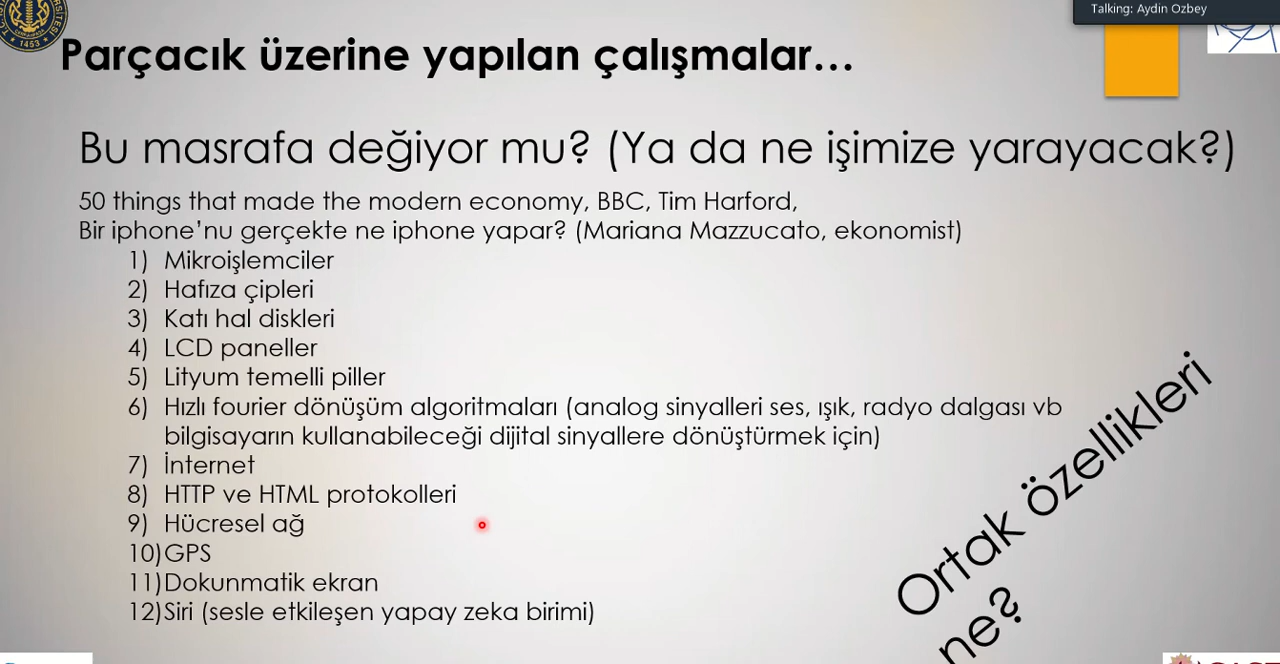 Talking: Aydin Ozbey
1453
Parçacık üzerine yapılan çalışmalar...
Bu masrafa değiyor mu? (Ya da ne işimize yarayacak?)
50 things that made the modern economy, BBC, Tim Harford,
Bir iphone'nu gerçekte ne iphone yapar? (Mariana Mazzucato, ekonomist)
1) Mikroişlemciler
2) Hafıza çipleri
3) Katı hal diskleri
4) LCD paneller
5) Lityum temelli piller
6) Hızlı fourier dönüşüm algoritmaları (analog sinyalleri ses, ışık, radyo dalgası vb
bilgisayarın kullanabileceği dijital sinyallere dönüştürmek için)
7) İnternet
8) HTTP ve HTML protokolleri
9) Hücresel ağ
10)GPS
11)Dokunmatik ekran
12)Siri (sesle etkileşen yapay zeka birimi)
Ortak özellikleri
ne?